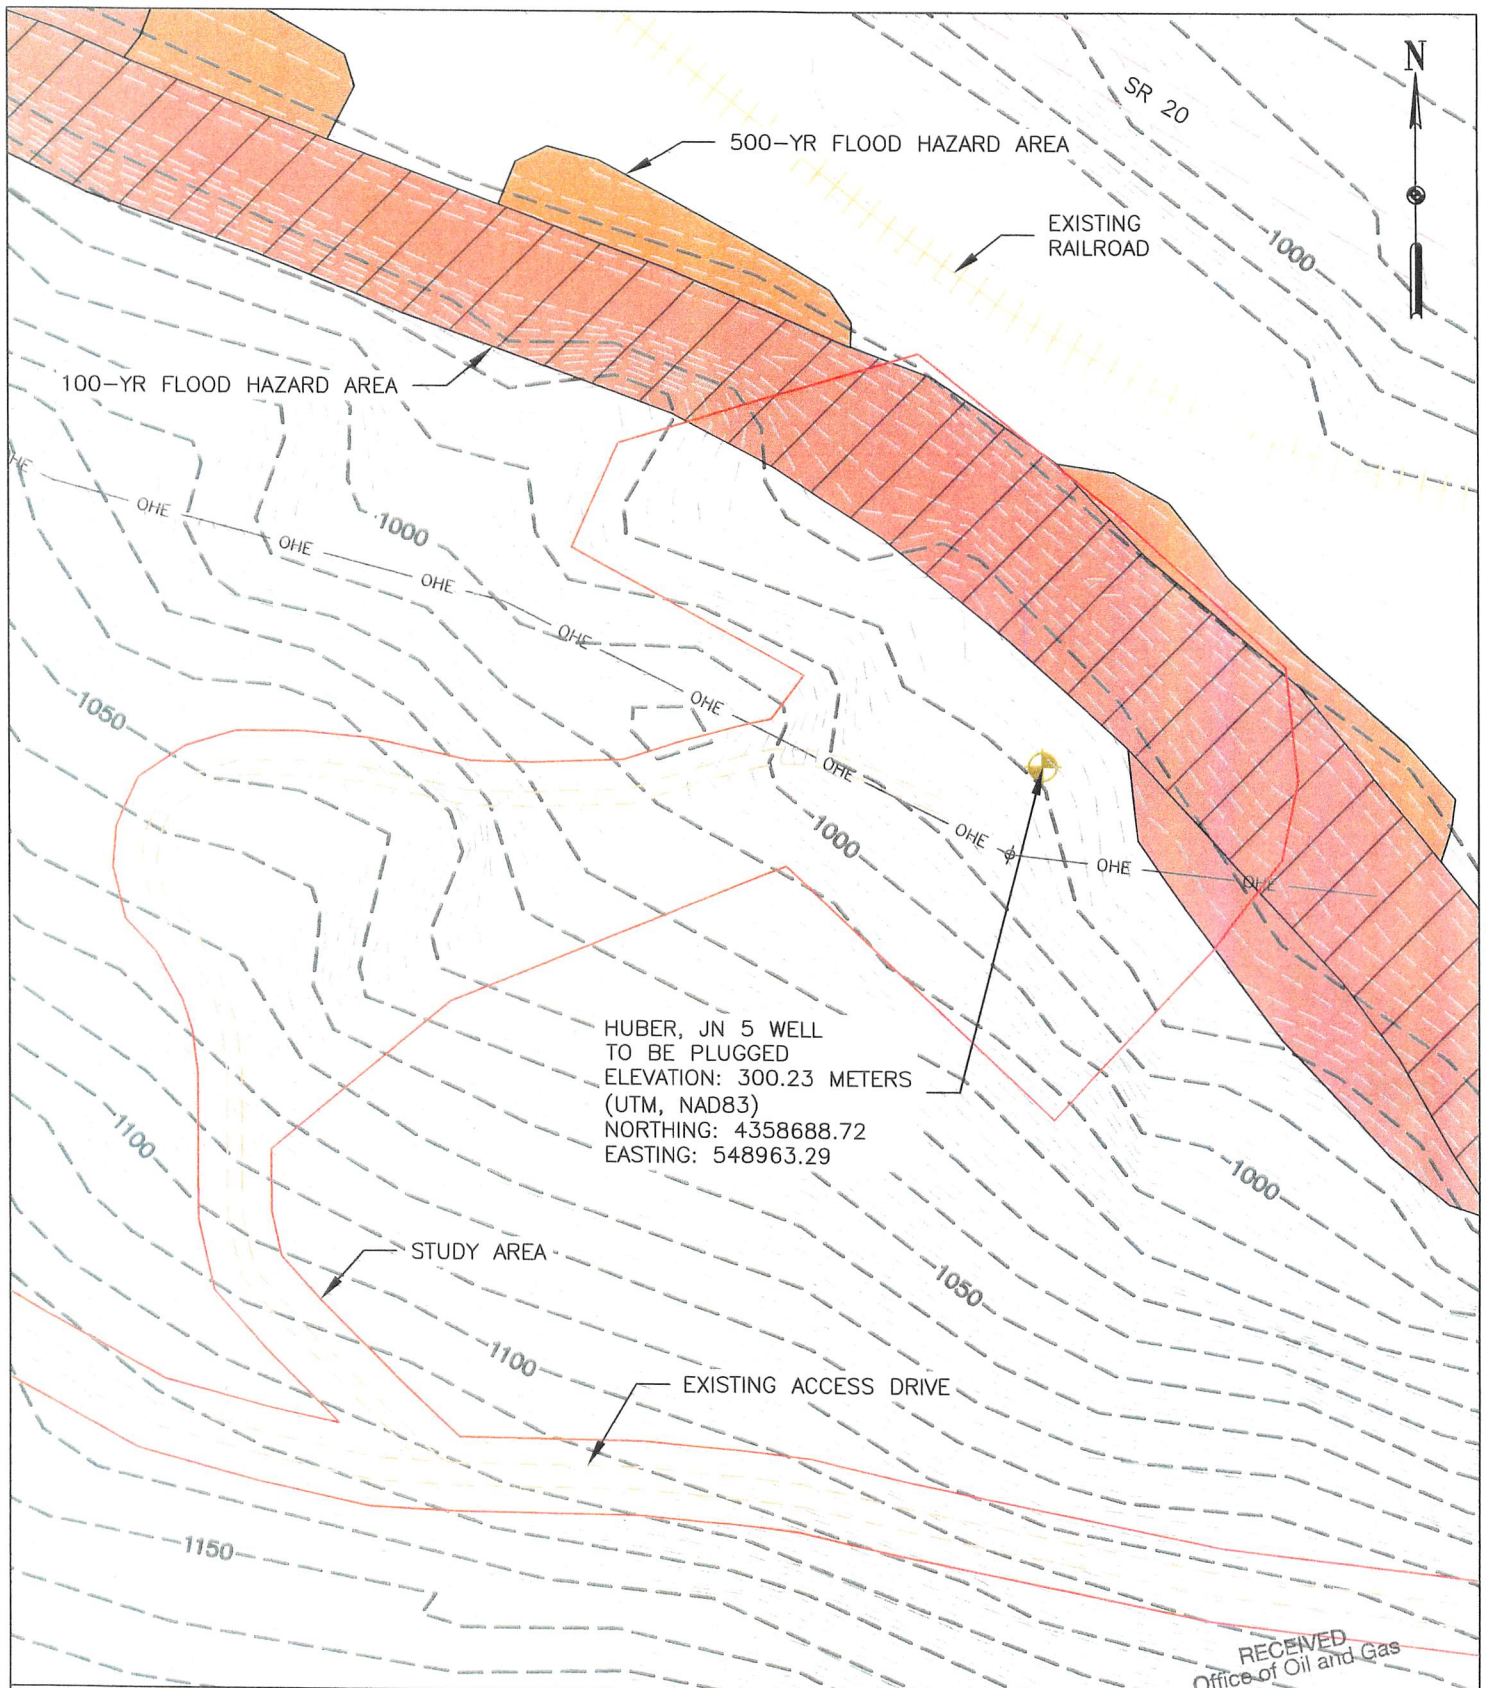 N
SR 20
500-YR FLOOD HAZARD AREA
EXISTING
RAILROAD
1000
100-YR FLOOD HAZARD AREA
HE
OHE
OHE
1000
OHE
OHE
OHE
1050
OHE
1000
OHE
OHE
OHE
HUBER, JN 5 WELL
TO BE PLUGGED
ELEVATION: 300.23 METERS
(UTM, NAD83)
NORTHING: 4358688.72
EASTING: 548963.29
1100
1000
STUDY AREA
1050
1100
EXISTING ACCESS DRIVE
1150
RECEIVED
Office of Oil and Gas